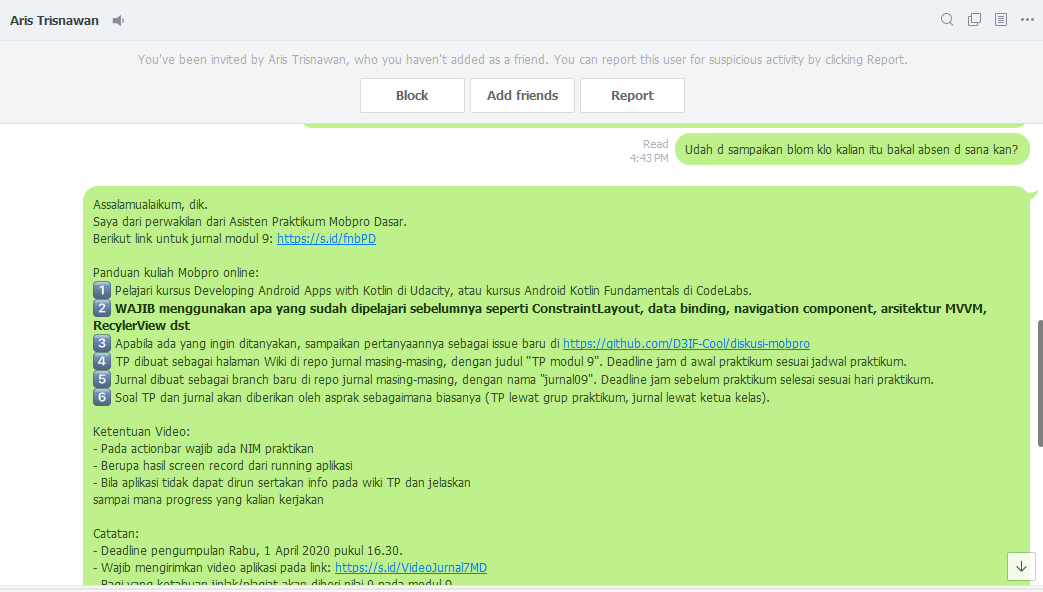 Aris Trisnawan
You've been invited by Aris Trisnawan, who you haven't added as a friend. You can report this user for suspicious activity by clicking Report.
Block
Add friends
Report
Read
4:43 PM
Udah d sampaikan blom klo kalian itu bakal absen d sana kan?
Assalamualaikum, dik.
Saya dari perwakilan dari Asisten Praktikum Mobpro Dasar.
Berikut link untuk jurnal modul 9: https://s.id/fnbPD
Panduan kuliah Mobpro online:
1 Pelajari kursus Developing Android Apps with Kotlin di Udacity, atau kursus Android Kotlin Fundamentals di CodeLabs.
2 WAJIB menggunakan apa yang sudah dipelajari sebelumnya seperti ConstraintLayout, data binding, navigation component, arsitektur MVVM,
RecylerView dst
3 Apabila ada yang ingin ditanyakan, sampaikan pertanyaannya sebagai issue baru di https://github.com/D3IF-Cool/diskusi-mobpro
4 TP dibuat sebagai halaman Wiki di repo jurnal masing-masing, dengan judul "TP modul 9". Deadline jam d awal praktikum sesuai jadwal praktikum.
5 Jurnal dibuat sebagai branch baru di repo jurnal masing-masing, dengan nama "jurnal09". Deadline jam sebelum praktikum selesai sesuai hari praktikum.
6 Soal TP dan jurnal akan diberikan oleh asprak sebagaimana biasanya (TP lewat grup praktikum, jurnal lewat ketua kelas).
Ketentuan Video:
- Pada actionbar wajib ada NIM praktikan
- Berupa hasil screen record dari running aplikasi
- Bila aplikasi tidak dapat dirun sertakan info pada wiki TP dan jelaskan
sampai mana progress yang kalian kerjakan
Catatan:
- Deadline pengumpulan Rabu, 1 April 2020 pukul 16.30.
- Wajib mengirimkan video aplikasi pada link: https://s.id/VideoJurnal7MD
- Bagi yang ketahuan jiplak/plagiat akan diberi nilai 0 pada modul 9